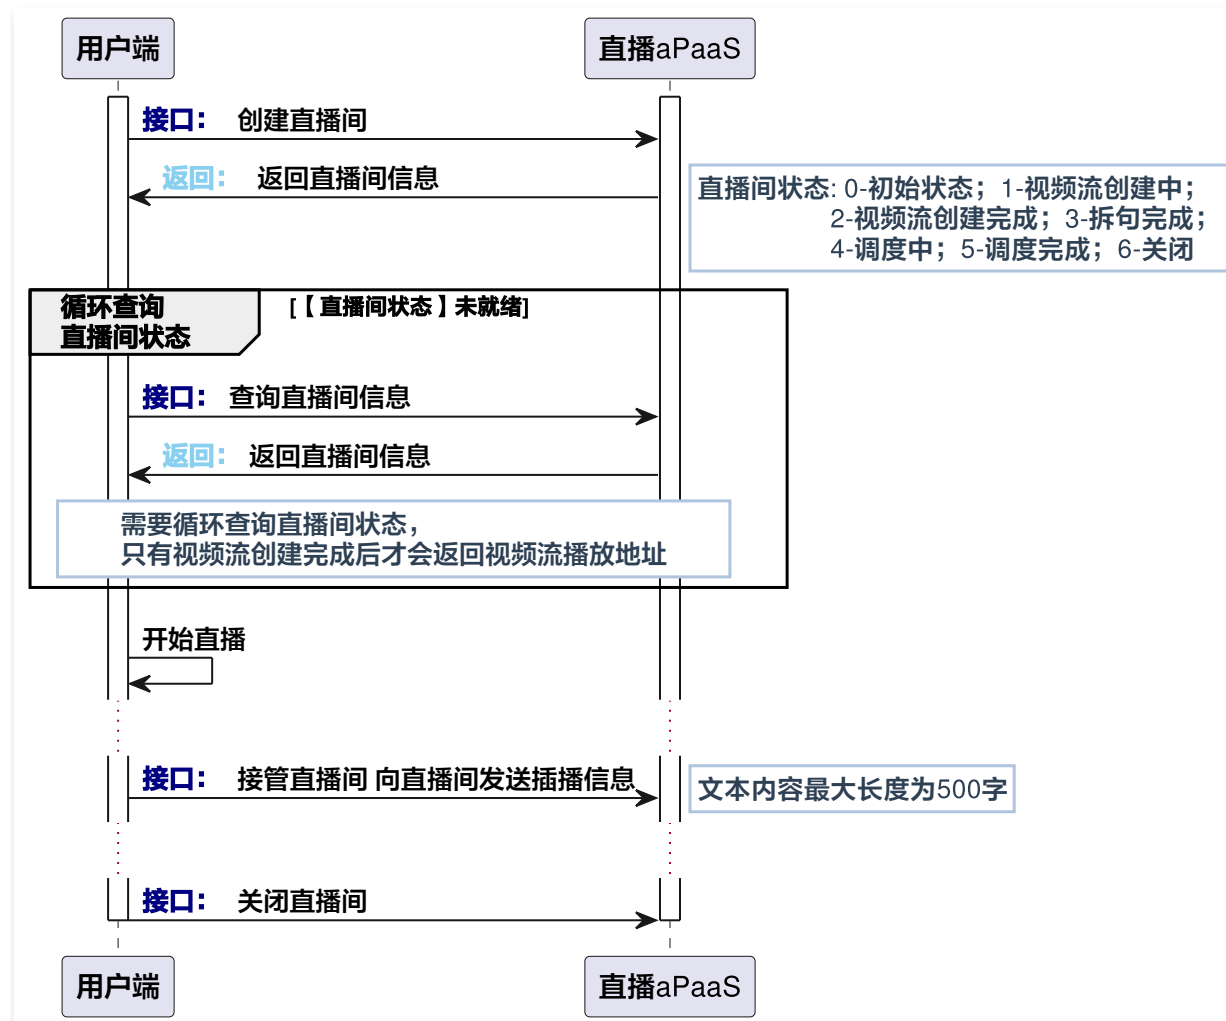 用户端
直播aPaaS
接口： 创建直播间
返回： 返回直播间信息
直播间状态: 0-初始状态；1-视频流创建中；
2-视频流创建完成；3-拆句完成；
4-调度中；5-调度完成；6-关闭
循环查询
直播间状态
[【直播间状态】未就绪]
接口： 查询直播间信息
返回： 返回直播间信息
需要循环查询直播间状态，
只有视频流创建完成后才会返回视频流播放地址
开始直播
接口： 接管直播间 向直播间发送插播信息
文本内容最大长度为500字
接口： 关闭直播间
用户端
直播aPaaS